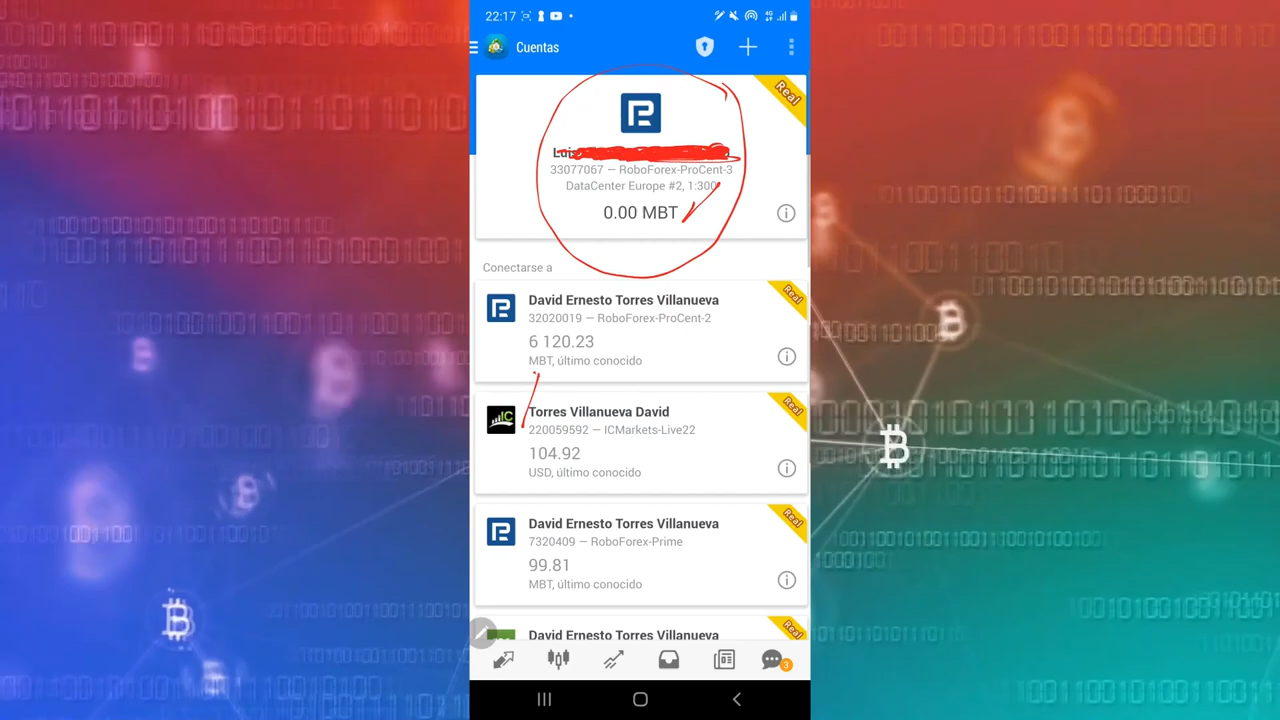 22:17
Cuentas
Real
Luis
33077067 — RoboForex-ProCent-3
DataCenter Europe #2, 1:300
0.00 MBT
Conectarse a
Real
David Ernesto Torres Villanueva
32020019 — RoboForex-ProCent-2
6 120.23
MBT, último conocido
Real
IC
Torres Villanueva David
220059592 — ICMarkets-Live22
104.92
USD, último conocido
Real
David Ernesto Torres Villanueva
7320409 — RoboForex-Prime
99.81
MBT, último conocido
Real
David Ernesto Torres Villanueva
3